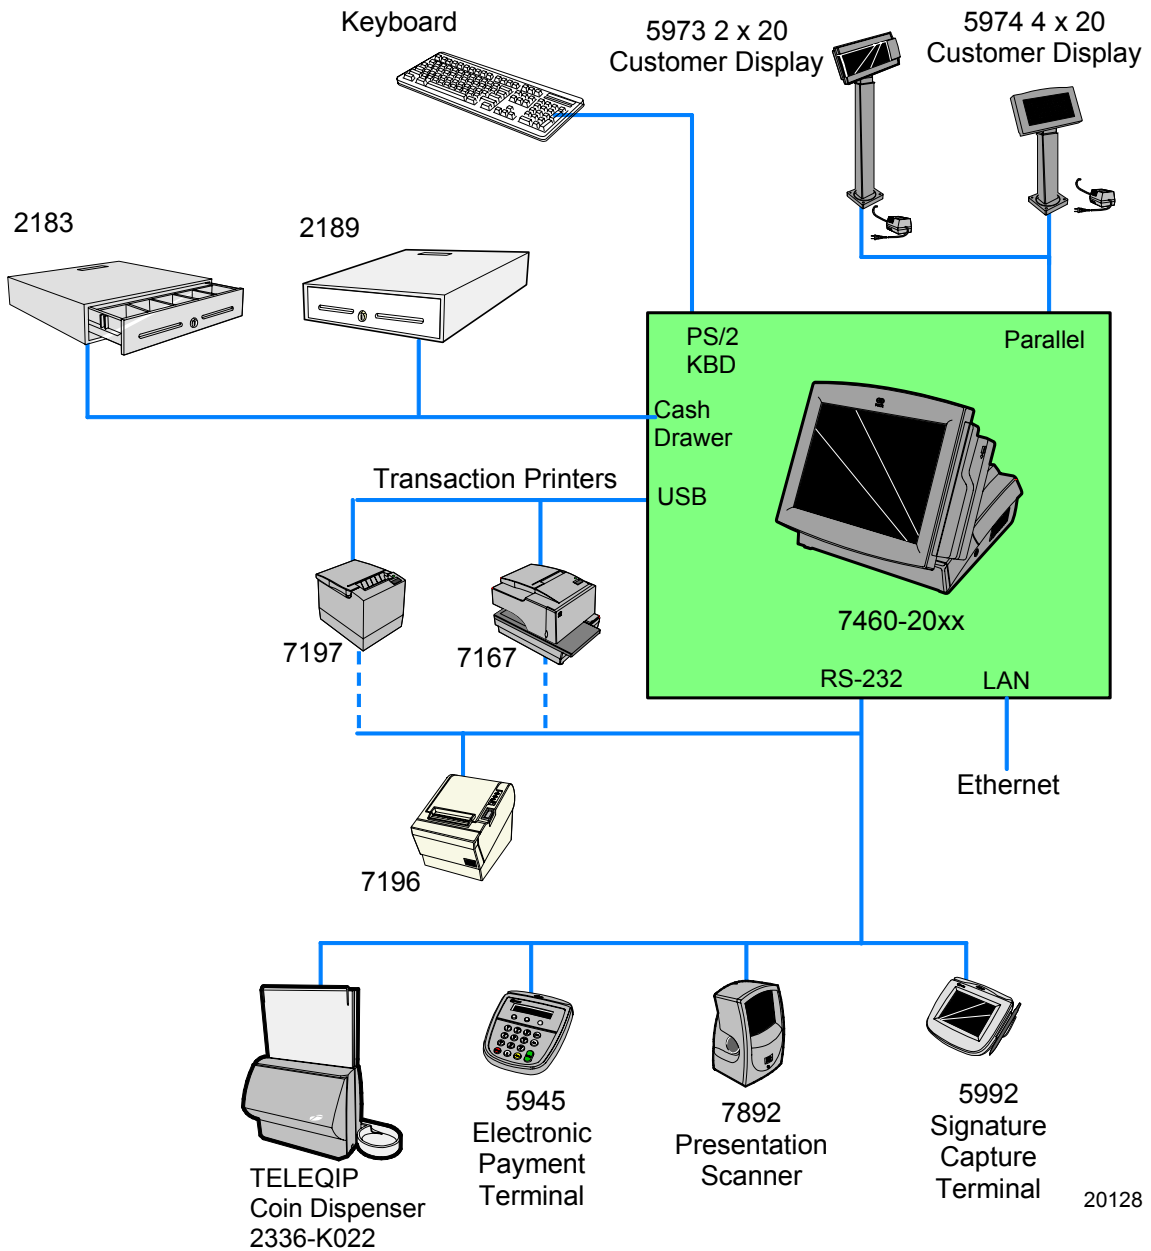 Keyboard
5973 2 x 20
Customer Display
5974 4 x 20
Customer Display
2183
2189
PS/2
KBD
Parallel
Cash
Drawer
Transaction Printers
USB
7197
7167
7460-20xx
RS-232
LAN
Ethernet
7196
TELEQIP
Coin Dispenser
2336-K022
5945
Electronic
Payment
Terminal
7892
Presentation
Scanner
5992
Signature
Capture
Terminal
20128